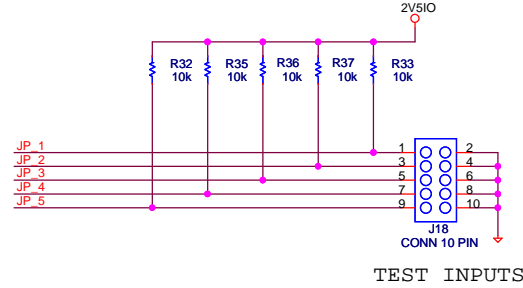 2V5IO
R32 R35 R36 R37 R33
10k 10k 10k 10k 10k
JP_1 1 2
JP_2 3 4
JP_3 5 6
JP_4 7 8
JP_5 9 10
J18
CONN 10 PIN
TEST INPUTS